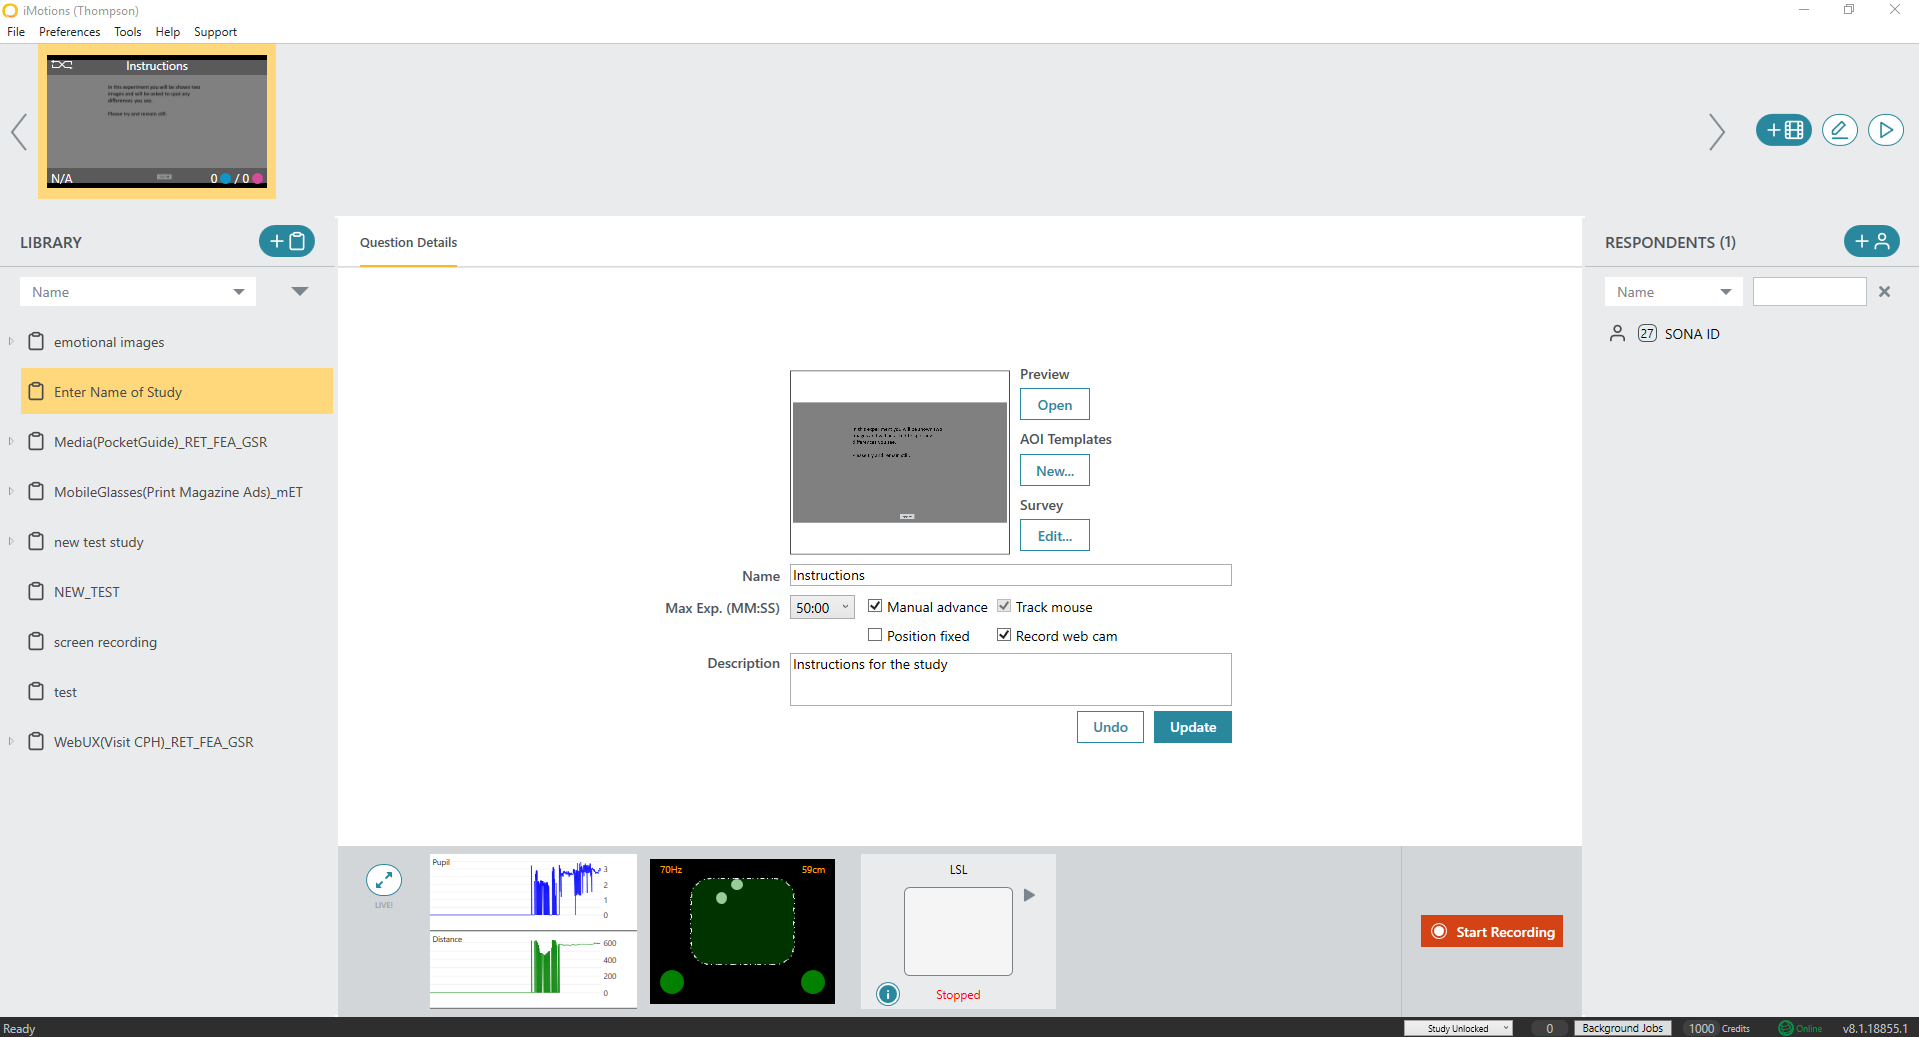 iMotions (Thompson)
File Preferences Tools Help Support
Instructions
In this experiment you will be shown two
images and will be asked to spot any
differences you see.
Please try and remain still.
N/A
0 / 0
LIBRARY
Question Details
RESPONDENTS (1)
Name
Name
emotional images
27 SONA ID
Enter Name of Study
Media(PocketGuide)_RET_FEA_GSR
MobileGlasses(Print Magazine Ads)_mET
new test study
NEW_TEST
screen recording
test
WebUX(Visit CPH)_RET_FEA_GSR
Preview
Open
AOI Templates
New...
Survey
Edit...
Name Instructions
Max Exp. (MM:SS) 50:00 Manual advance Track mouse
Position fixed Record web cam
Description Instructions for the study
Undo Update
LIVE!
Pupil
3
2
1
0
Distance
600
400
200
0
70Hz 59cm
LSL
Stopped
Start Recording
Ready
Study Unlocked 0 Background Jobs 1000 Credits Online v8.1.18855.1